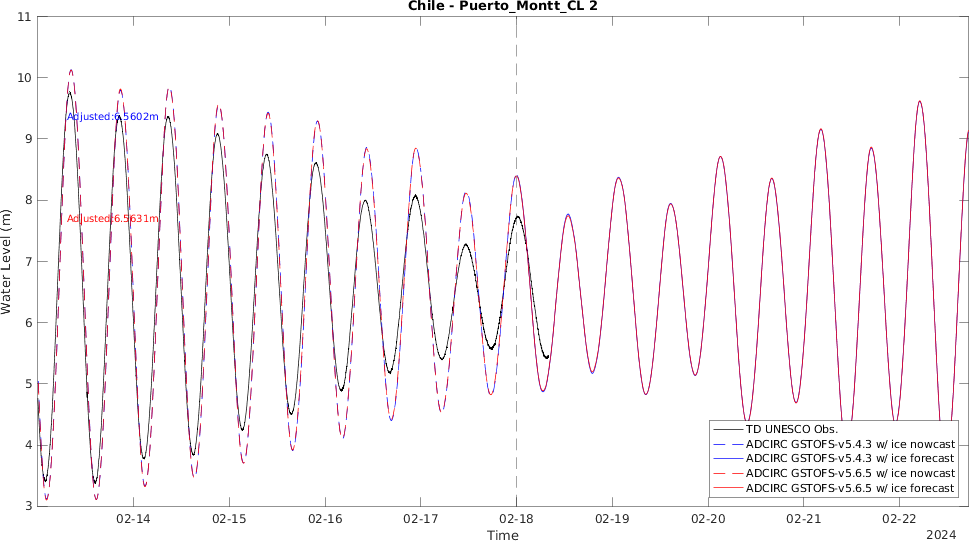 Chile - Puerto_Montt_CL 2
11
10
9
8
7
6
5
4
3
Water Level (m)
Adjusted:6.5602m
Adjusted:6.5631m
TD UNESCO Obs.
ADCIRC GSTOFS-v5.4.3 w/ ice nowcast
ADCIRC GSTOFS-v5.4.3 w/ ice forecast
ADCIRC GSTOFS-v5.6.5 w/ ice nowcast
ADCIRC GSTOFS-v5.6.5 w/ ice forecast
02-14 02-15 02-16 02-17 02-18 02-19 02-20 02-21 02-22
Time
2024